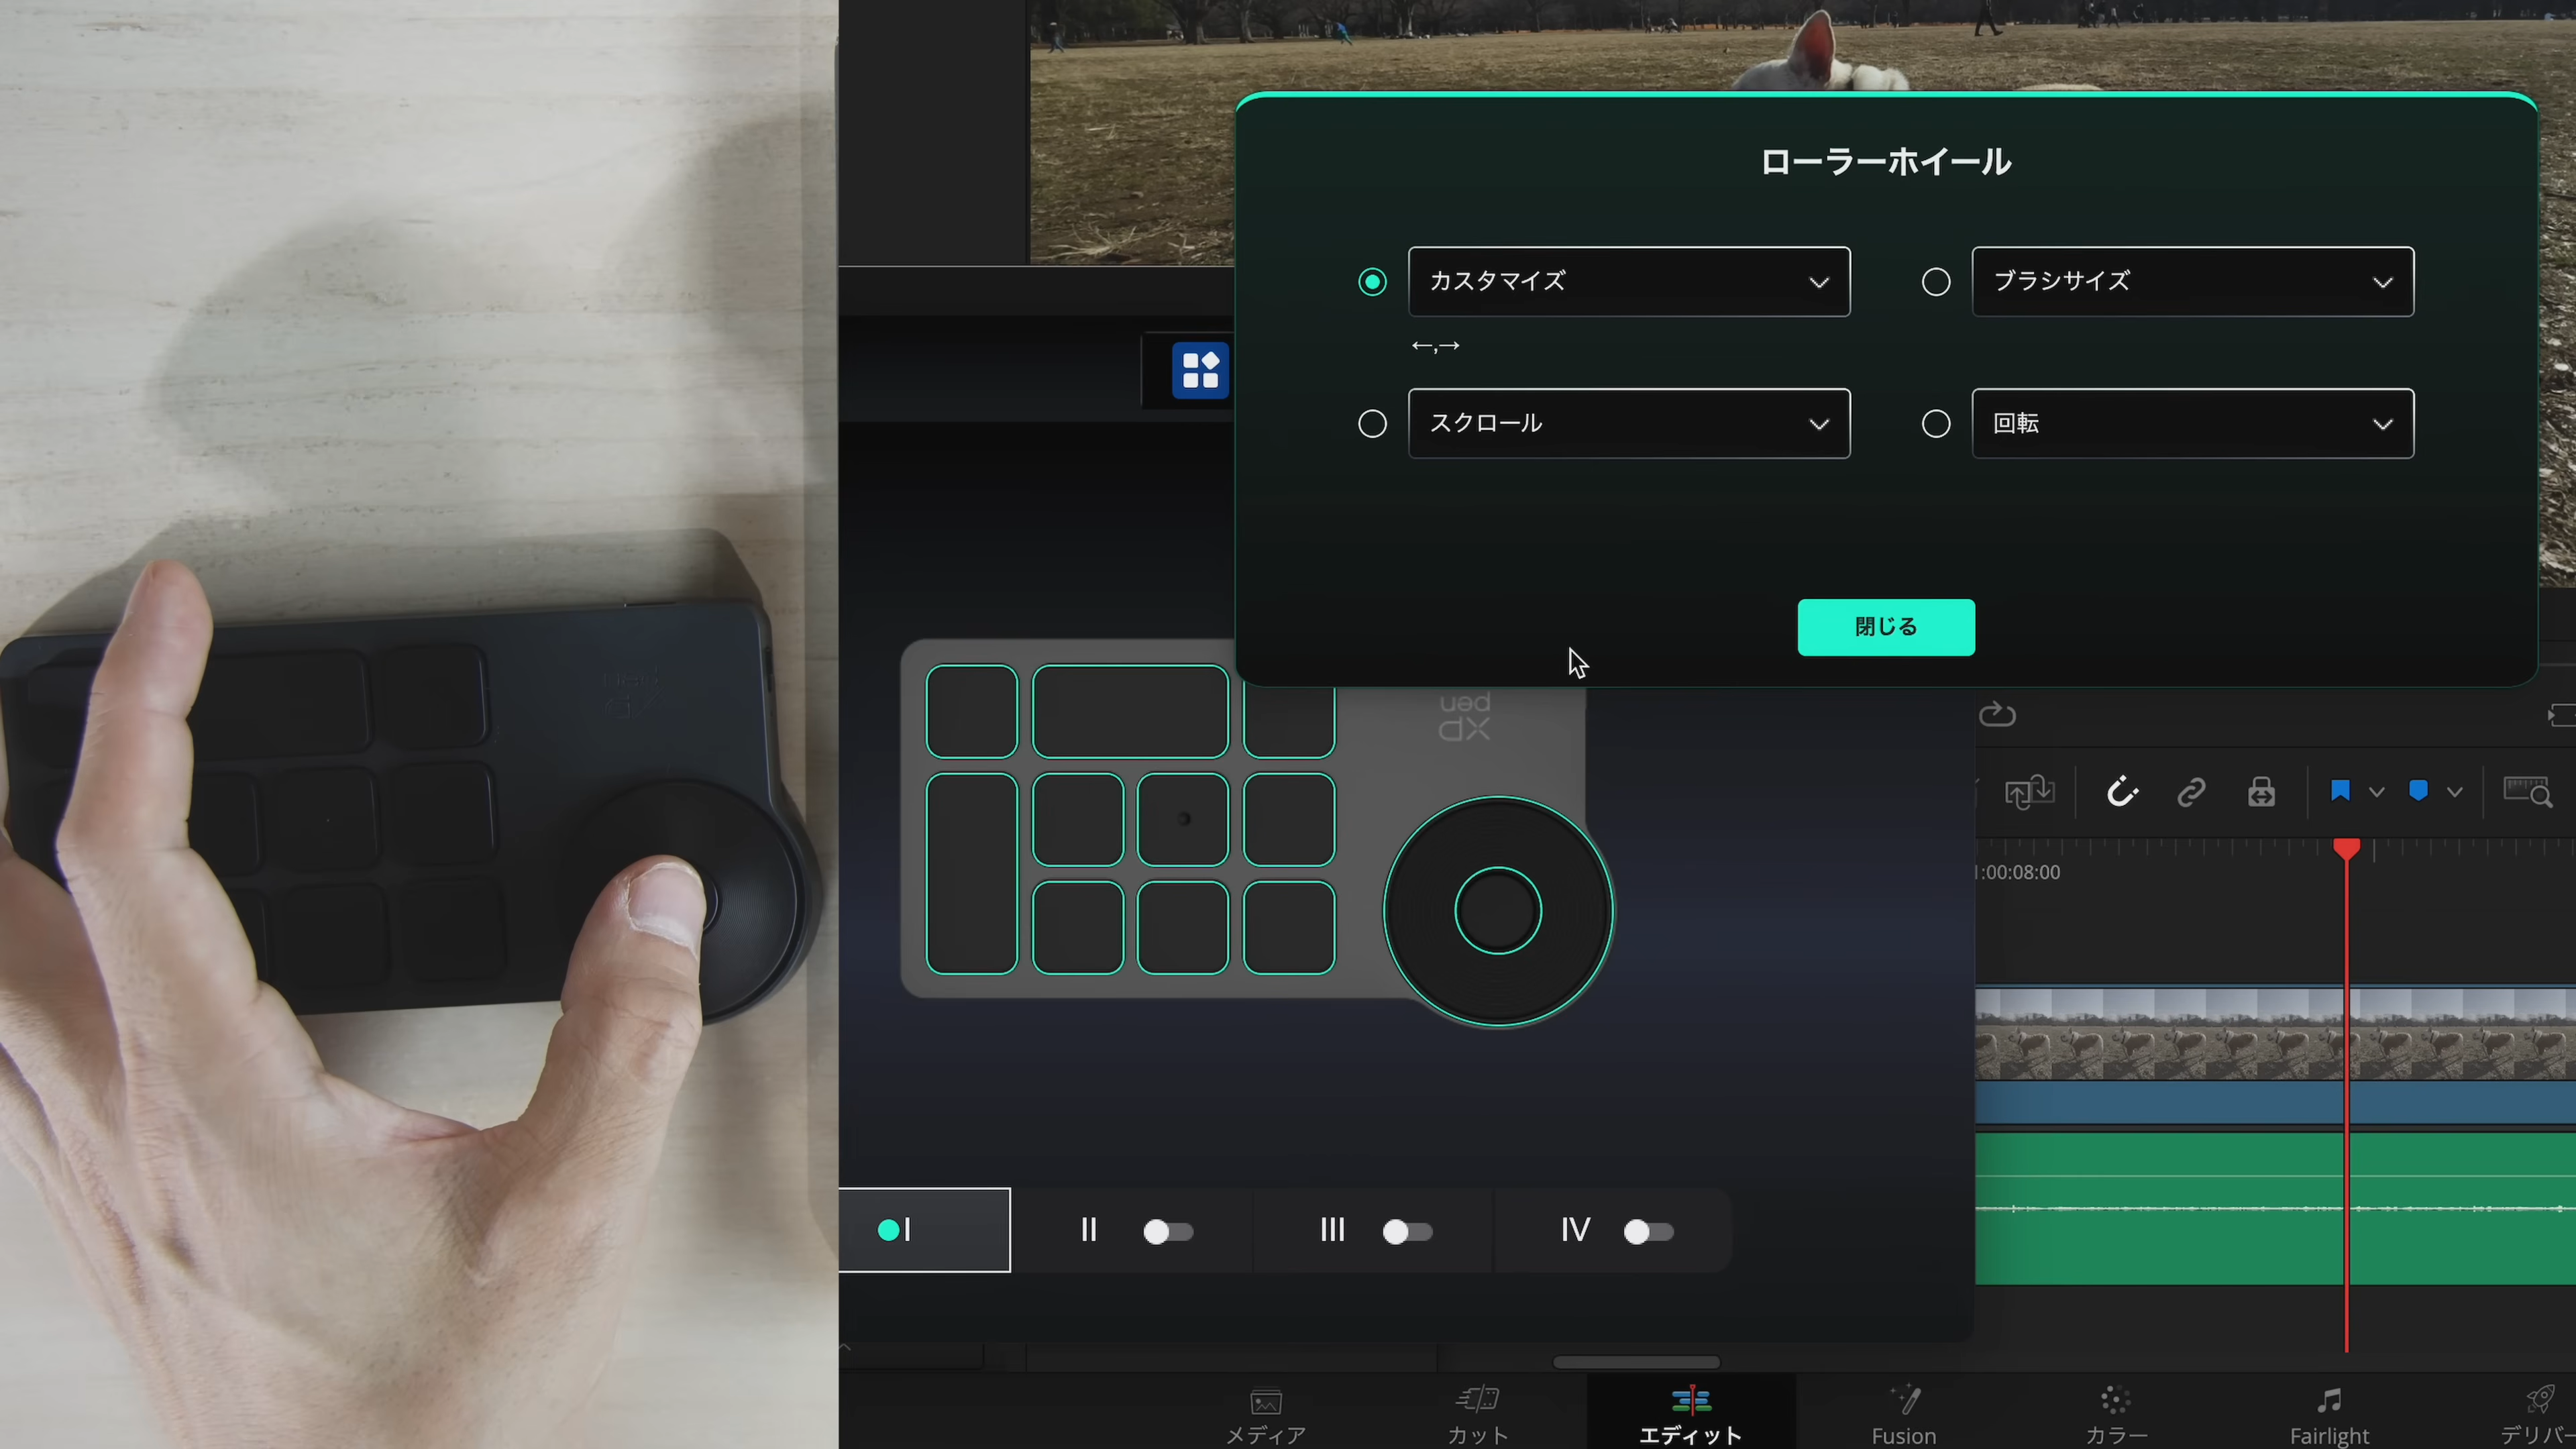 ローラーホイール
カスタマイズ
ブラシサイズ
←,→
スクロール
回転
閉じる
XP
pen
:00:08:00
I
II
III
IV
メディア
カット
エディット
Fusion
カラー
Fairlight
デリバ